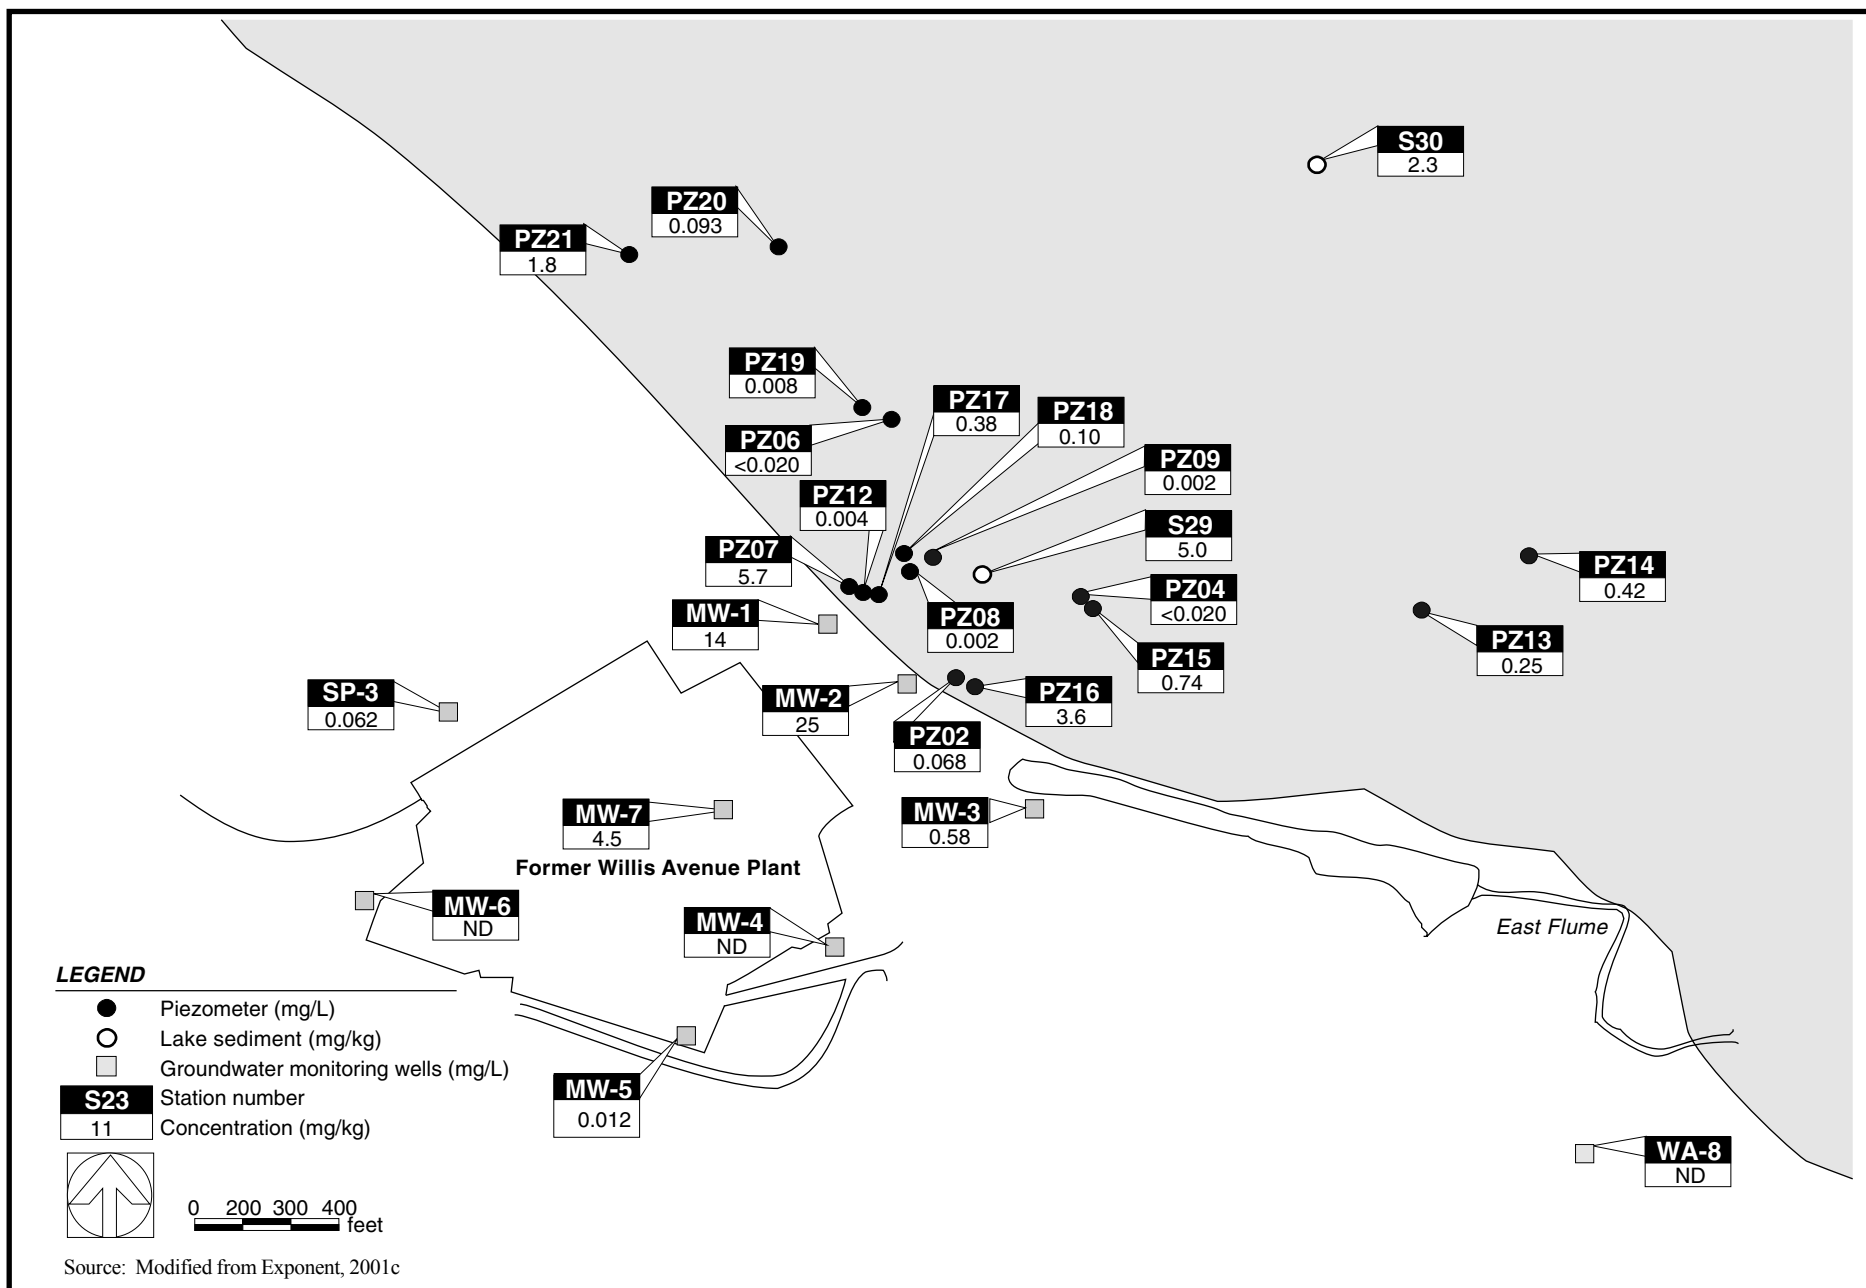 S30
2.3
PZ20
0.093
PZ21
1.8
PZ19
0.008
PZ17
0.38
PZ18
0.10
PZ06
<0.020
PZ09
0.002
PZ12
0.004
S29
5.0
PZ07
5.7
PZ14
0.42
PZ04
<0.020
MW-1
14
PZ08
0.002
PZ13
0.25
PZ15
0.74
SP-3
0.062
MW-2
25
PZ16
3.6
PZ02
0.068
MW-7
4.5
MW-3
0.58
Former Willis Avenue Plant
MW-6
ND
MW-4
ND
East Flume
LEGEND
Piezometer (mg/L)
Lake sediment (mg/kg)
Groundwater monitoring wells (mg/L)
S23 Station number
11 Concentration (mg/kg)
MW-5
0.012
WA-8
ND
0 200 300 400
feet
Source: Modified from Exponent, 2001c